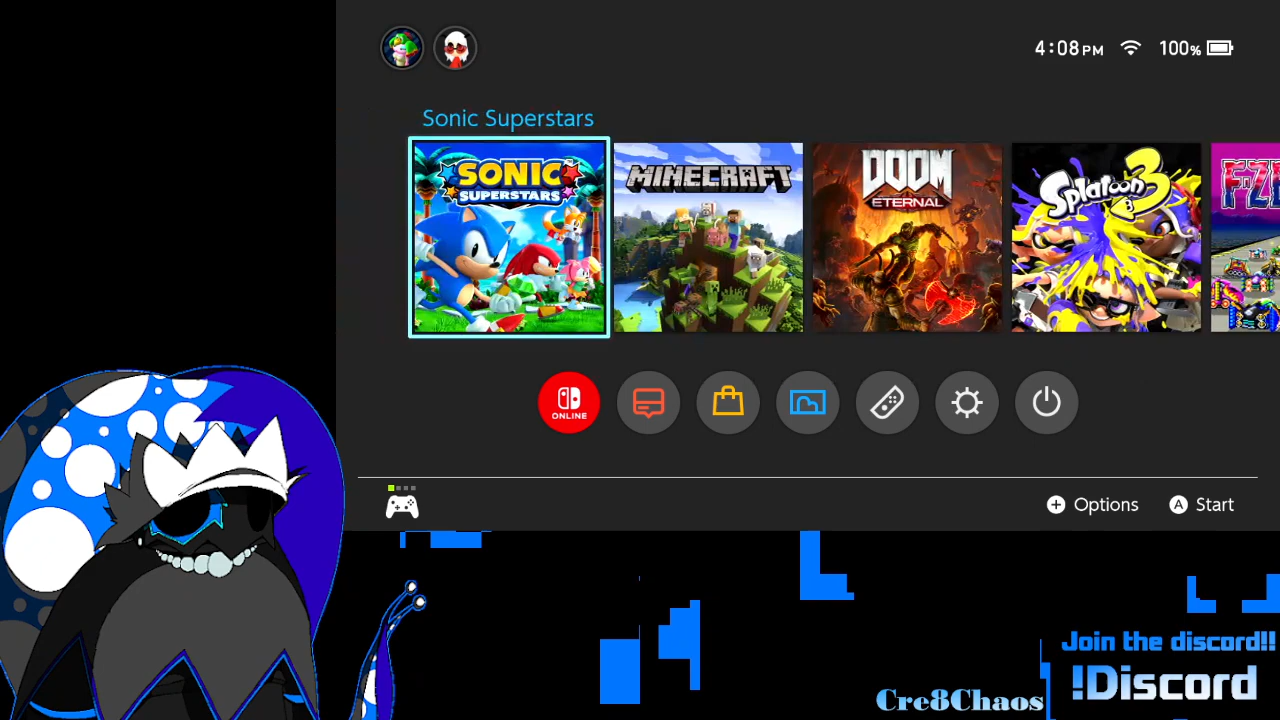 4:08PM 100%
Sonic Superstars
SONIC
SUPERSTARS
MINECRAFT
DOOM
ETERNAL
Splatoon
3
ONLINE
Options
Start
Join the discord!!
!Discord
Cre8Chaos